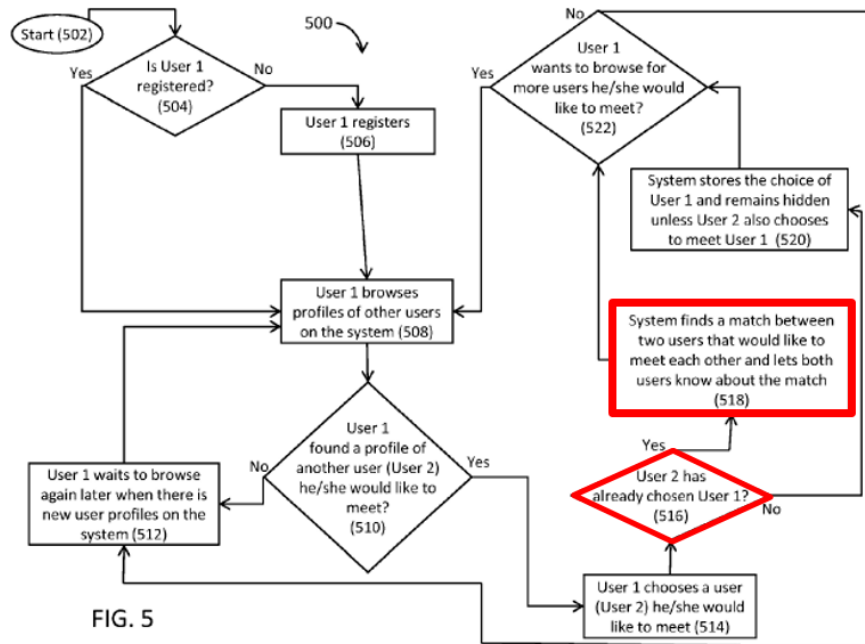 Start (502)
500
Yes
Is User 1
registered?
(504)
No
User 1 registers
(506)
No
User 1
wants to browse for
more users he/she would
like to meet?
(522)
Yes
System stores the choice of
User 1 and remains hidden
unless User 2 also chooses
to meet User 1 (520)
User 1 browses
profiles of other users
on the system (508)
System finds a match between
two users that would like to
meet each other and lets both
users know about the match
(518)
User 1
found a profile of
another user (User 2)
he/she would like to
meet?
(510)
No
Yes
User 1 waits to browse
again later when there is
new user profiles on the
system (512)
Yes
User 2 has
already chosen User 1?
(516)
No
User 1 chooses a user
(User 2) he/she would
like to meet (514)
FIG. 5